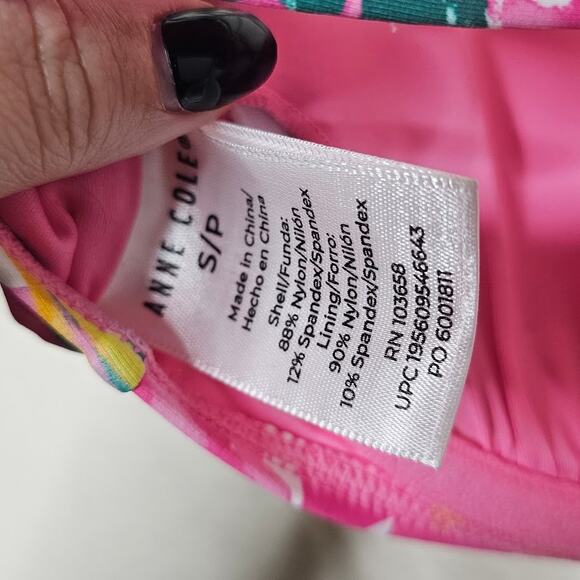 ANNE COLE®
S/P
Made in China/
Hecho en China
Shell/Funda:
88% Nylon/Nilón
12% Spandex/Spandex
Lining/Forro:
90% Nylon/Nilón
10% Spandex/Spandex
RN 103658
UPC 195609546643
PO 6001811